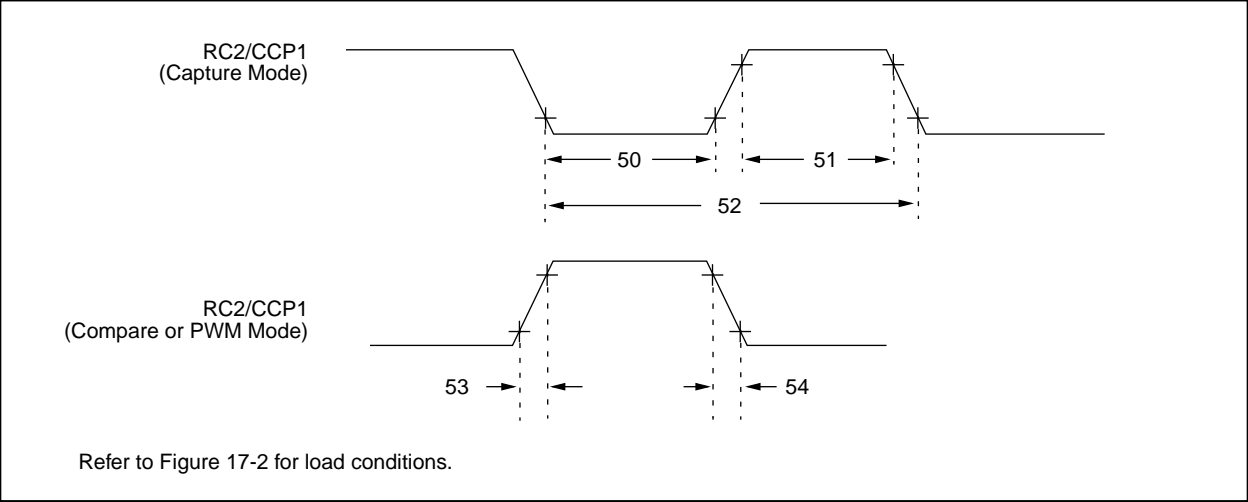 RC2/CCP1
(Capture Mode)
50
51
52
RC2/CCP1
(Compare or PWM Mode)
53
54
Refer to Figure 17-2 for load conditions.